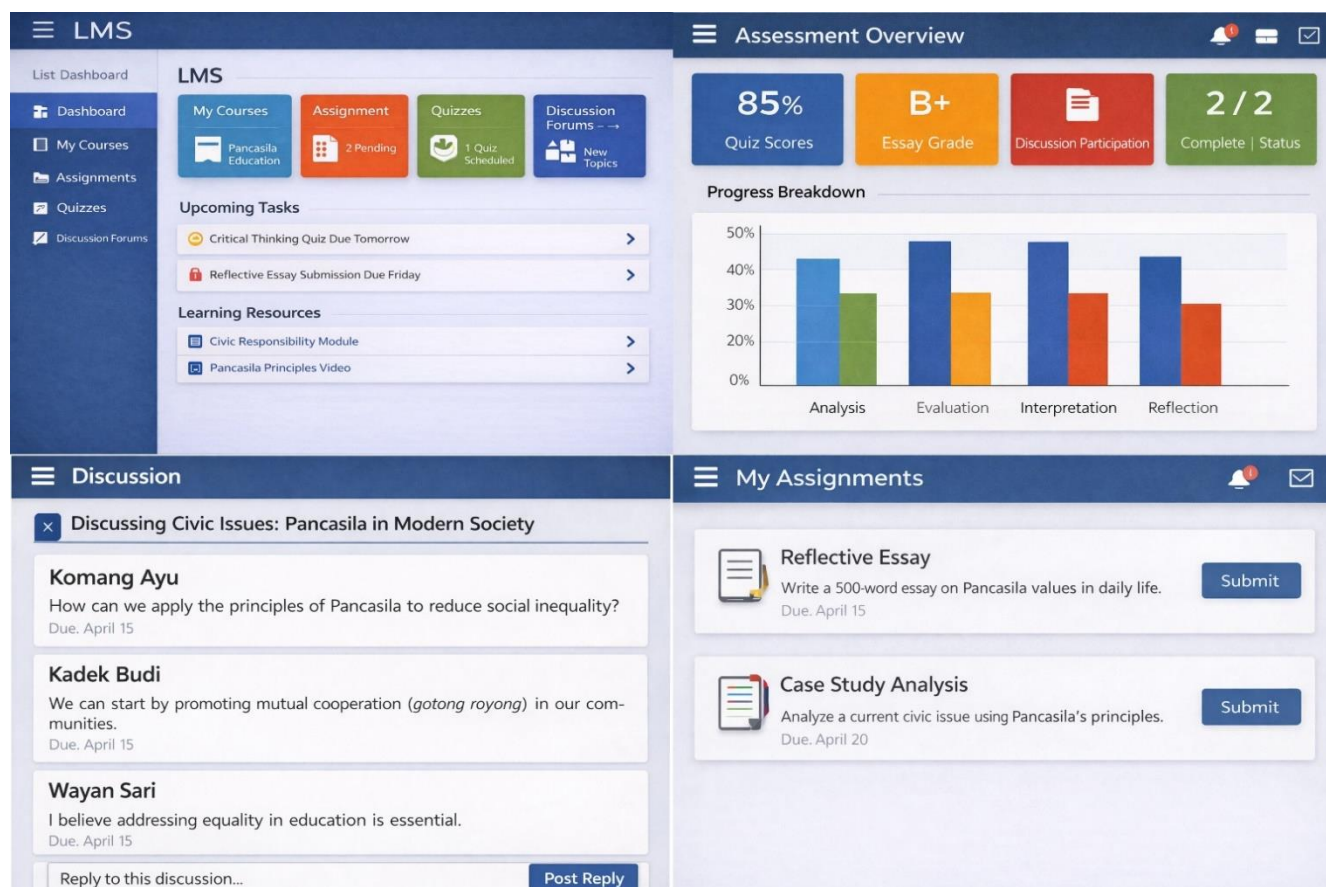 LMS
List Dashboard
Dashboard
My Courses
Assignments
Quizzes
Discussion Forums
LMS
My Courses
Pancasila
Education
Assignment
2 Pending
Quizzes
1 Quiz
Scheduled
Discussion
Forums – →
New
Topics
Upcoming Tasks
Critical Thinking Quiz Due Tomorrow
Reflective Essay Submission Due Friday
Learning Resources
Civic Responsibility Module
Pancasila Principles Video
Assessment Overview
85%
Quiz Scores
B+
Essay Grade
Discussion Participation
2 / 2
Complete | Status
Progress Breakdown
50%
40%
30%
20%
0%
Analysis Evaluation Interpretation Reflection
Discussion
Discussing Civic Issues: Pancasila in Modern Society
Komang Ayu
How can we apply the principles of Pancasila to reduce social inequality?
Due. April 15
Kadek Budi
We can start by promoting mutual cooperation (gotong royong) in our com-
munities.
Due. April 15
Wayan Sari
I believe addressing equality in education is essential.
Due. April 15
Reply to this discussion...
Post Reply
My Assignments
Reflective Essay
Write a 500-word essay on Pancasila values in daily life.
Due. April 15
Submit
Case Study Analysis
Analyze a current civic issue using Pancasila's principles.
Due. April 20
Submit